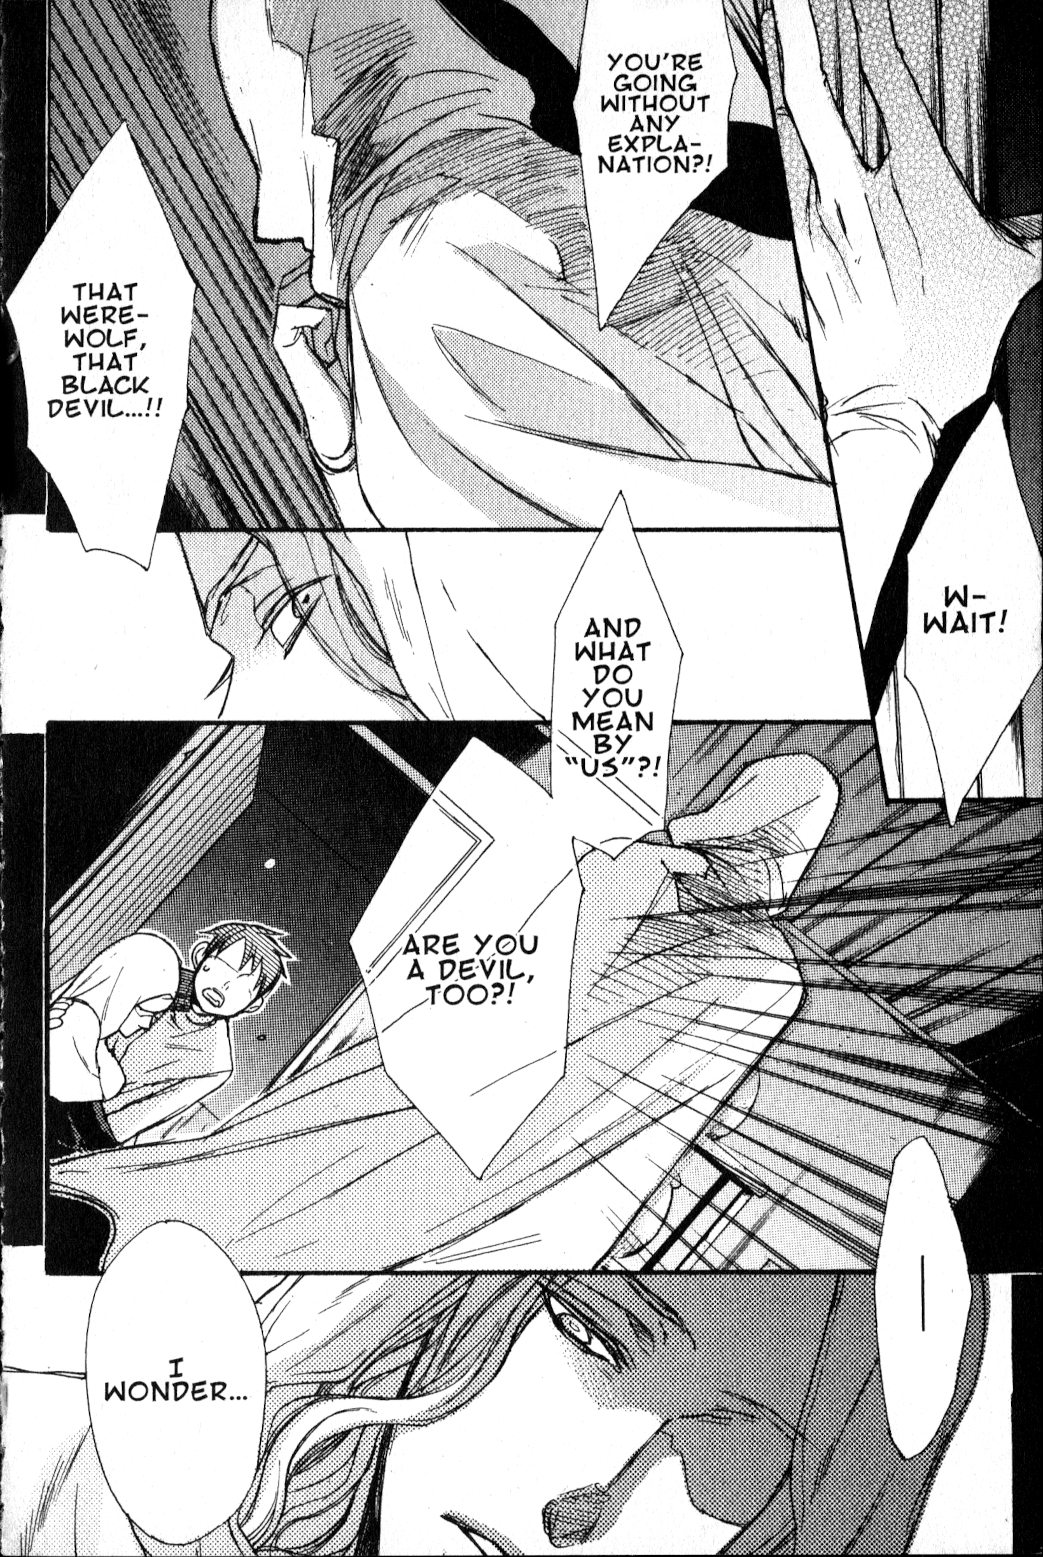 W-
WAIT!
YOU'RE
GOING
WITHOUT
ANY
EXPLA-
NATION?!
THAT
WERE-
WOLF,
THAT
BLACK
DEVIL...!!
AND
WHAT
DO
YOU
MEAN
BY
"US"?!
ARE YOU
A DEVIL,
TOO?!
—
I
WONDER...